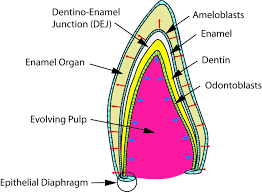 Dentino-Enamel
Junction (DEJ)
Ameloblasts
Enamel
Enamel Organ
Dentin
Odontoblasts
Evolving Pulp
Epithelial Diaphragm